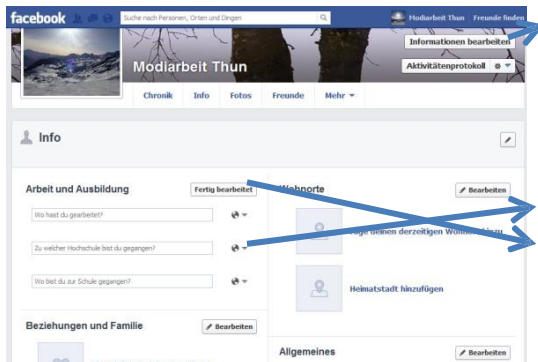 facebook
Suche nach Personen, Orten und Dingen
Modiarbeit Thun Freunde finden
Informationen bearbeiten
Modiarbeit Thun
Aktivitätenprotokoll
Chronik Info Fotos Freunde Mehr
Info
Arbeit und Ausbildung
Fertig bearbeitet
Wo hast du gearbeitet?
Zu welcher Hochschule bist du gegangen?
Wo bist du zur Schule gegangen?
Beziehungen und Familie
Bearbeiten
Wohnorte
Bearbeiten
deinen derzeitigen
Heimatstadt hinzufügen
Allgemeines
Bearbeiten